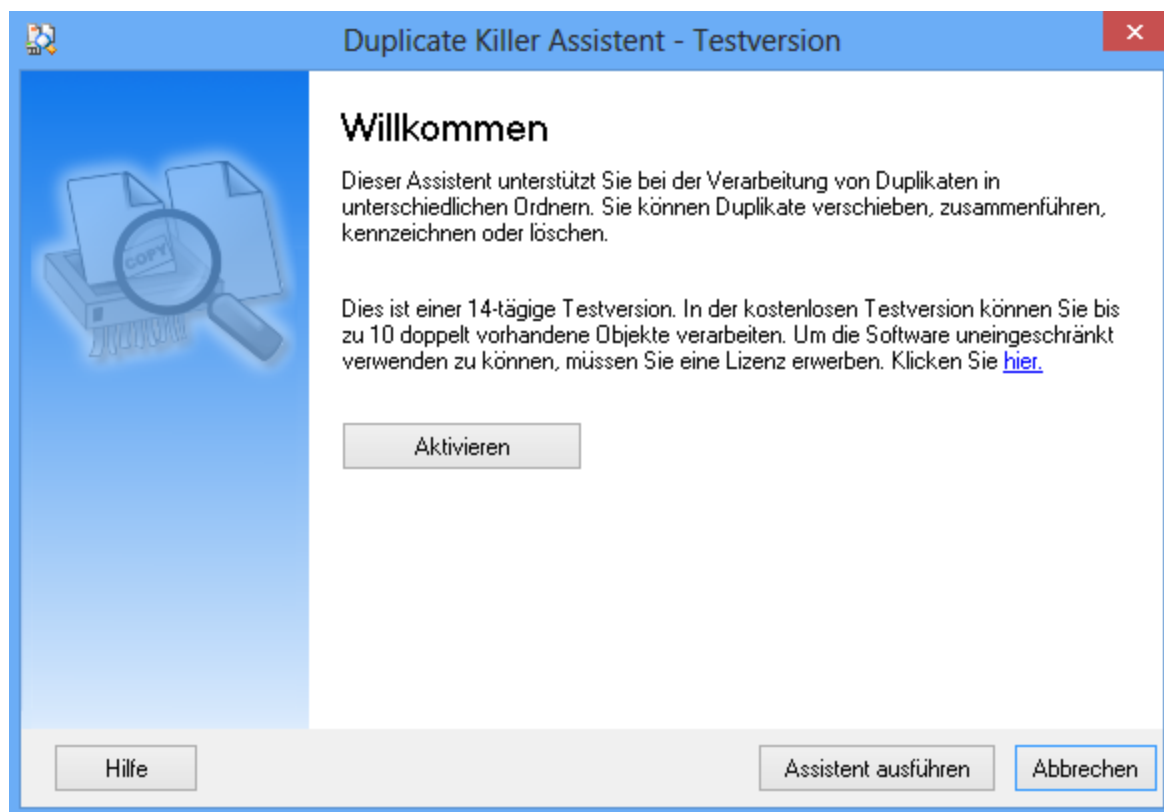 Duplicate Killer Assistent - Testversion
Willkommen
Dieser Assistent unterstützt Sie bei der Verarbeitung von Duplikaten in
unterschiedlichen Ordnern. Sie können Duplikate verschieben, zusammenführen,
kennzeichnen oder löschen.
Dies ist einer 14-tägige Testversion. In der kostenlosen Testversion können Sie bis
zu 10 doppelt vorhandene Objekte verarbeiten. Um die Software uneingeschränkt
verwenden zu können, müssen Sie eine Lizenz erwerben. Klicken Sie hier.
COPY
Aktivieren
Hilfe
Assistent ausführen
Abbrechen